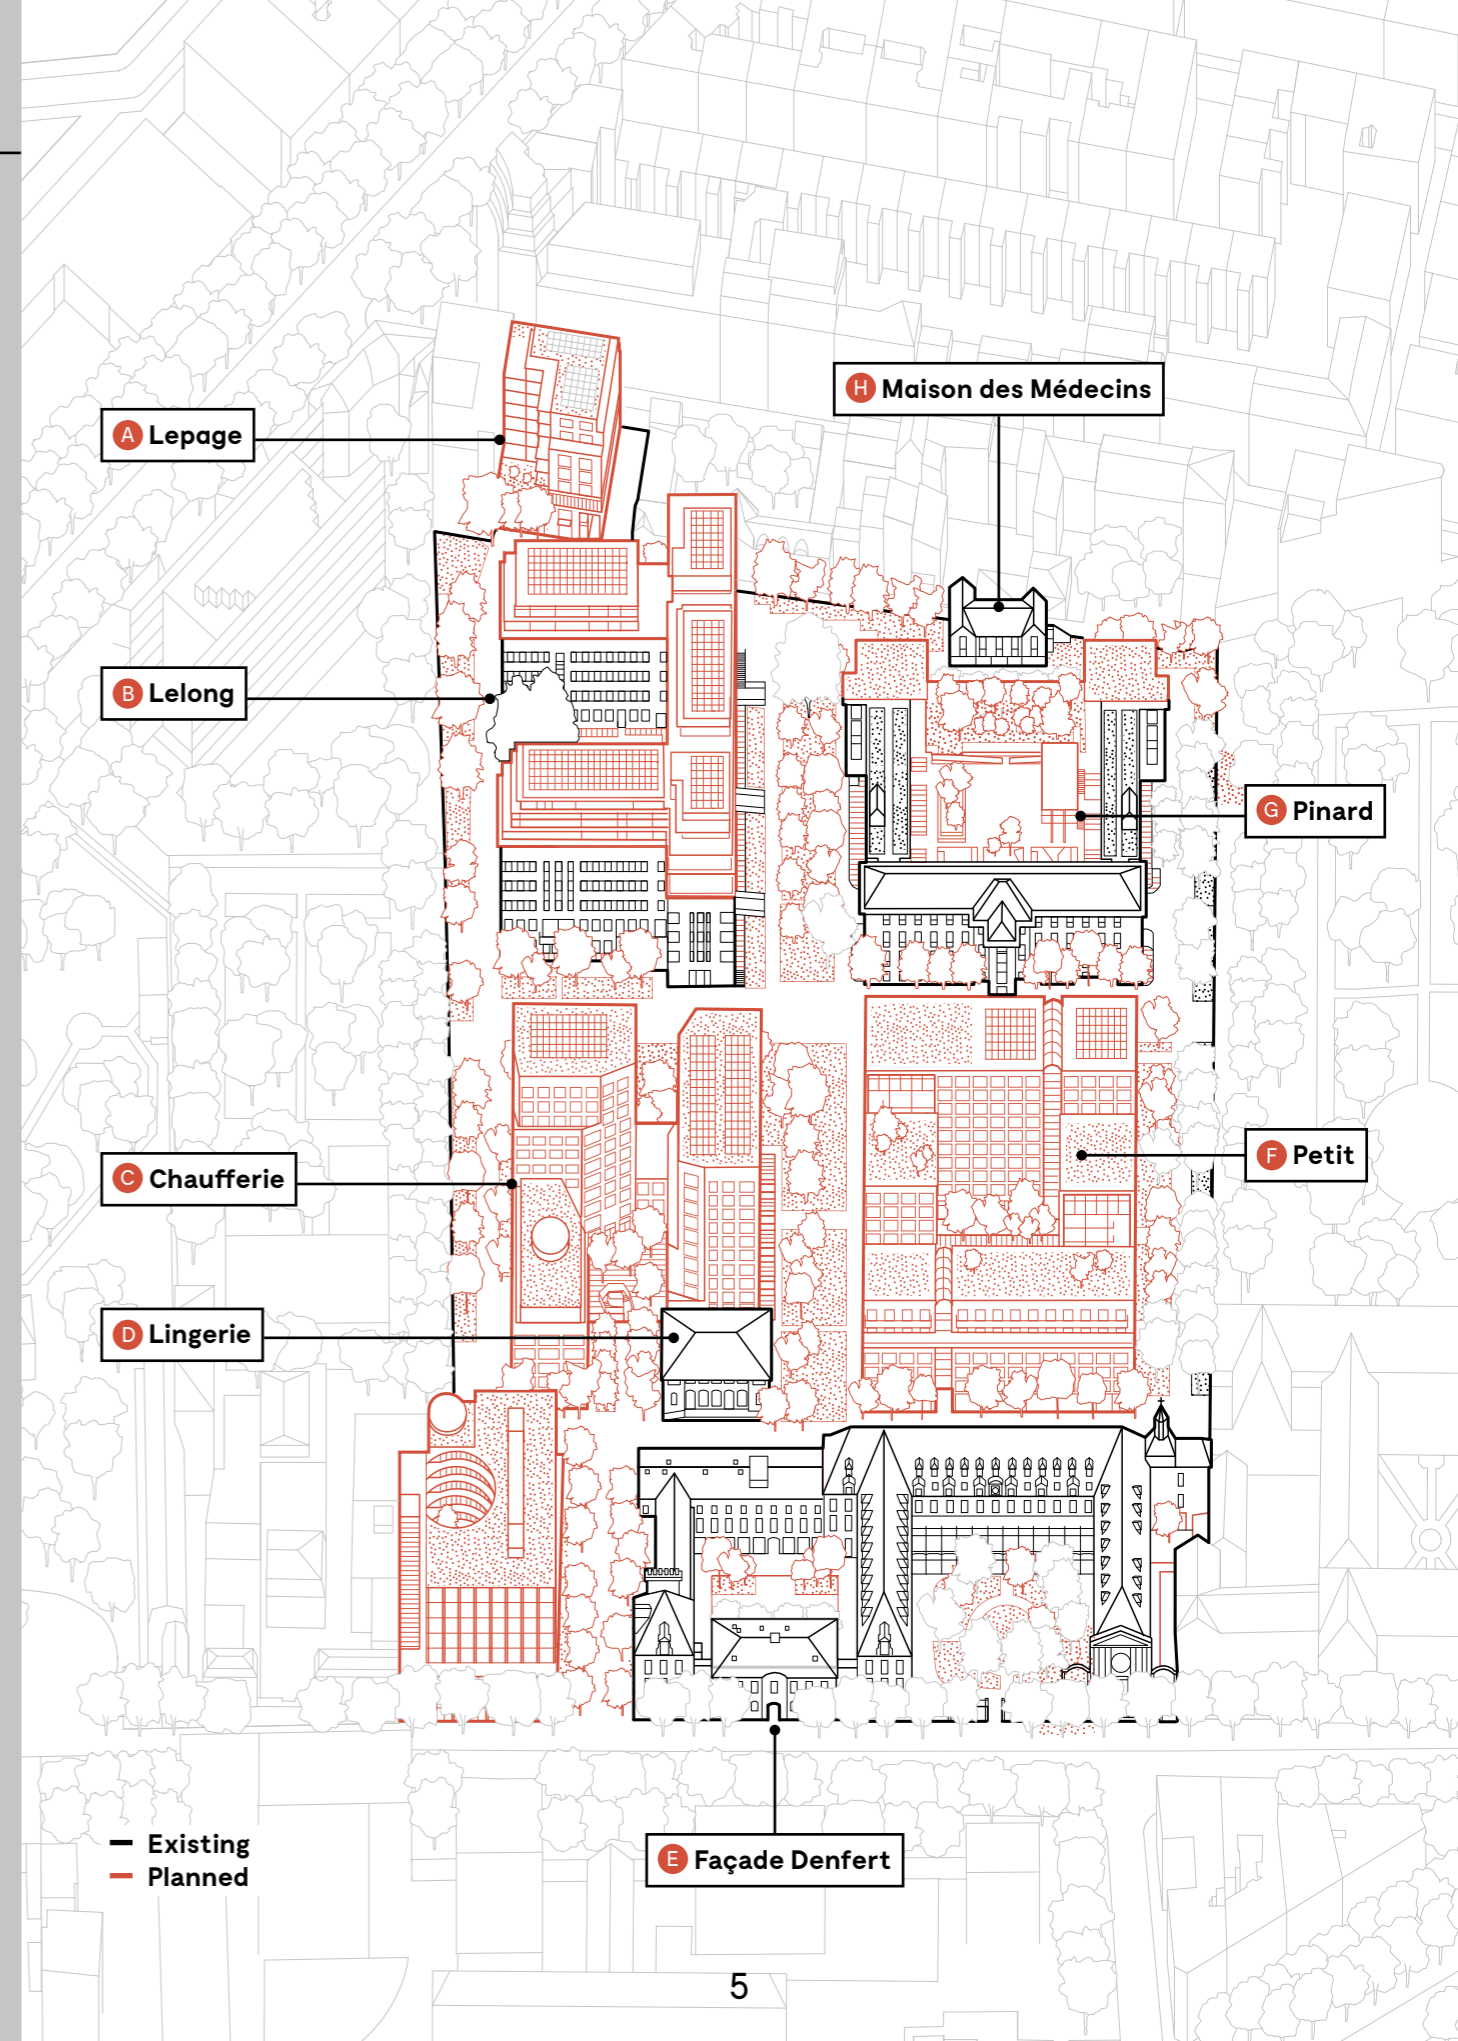 A Lepage
H Maison des Médecins
B Lelong
G Pinard
C Chaufferie
F Petit
D Lingerie
E Façade Denfert
Existing
Planned
5